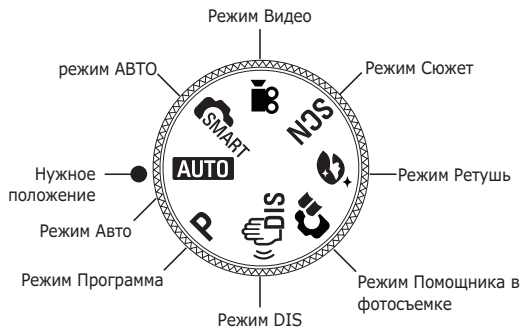 Режим Видео
режим АВТО
Режим Сюжет
SMART
SCN
Нужное
положение
AUTO
Режим Ретушь
Режим Авто
P
DIS
Режим Программа
Режим Помощника в
фотосъемке
Режим DIS